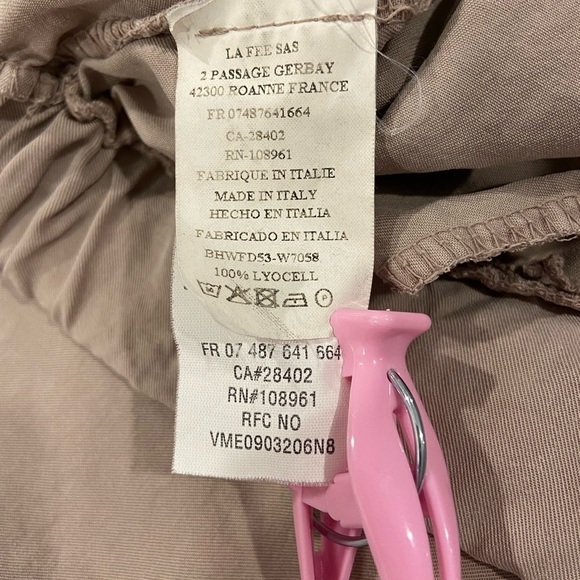 LA FEE SAS
2 PASSAGE GERBAY
42300 ROANNE FRANCE
FR 07487641664
CA-28402
RN-108961
FABRIQUE IN ITALIE
MADE IN ITALY
HECHO EN ITALIA
FABRICADO EN ITALIA
BHWFD53-W7058
100% LYOCELL
FR 07 487 641 664
CA#28402
RN#108961
RFC NO
VME0903206N8